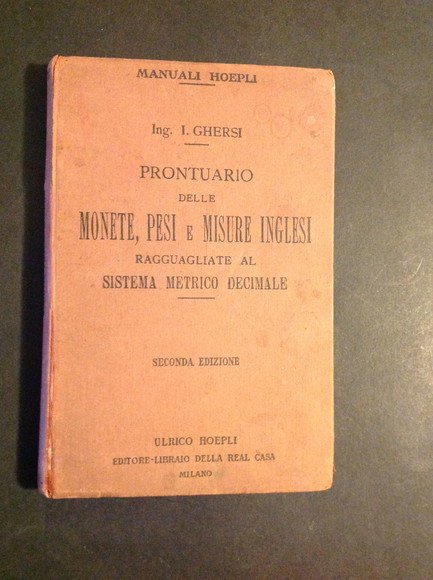 MANUALI HOEPLI
Ing. I. GHERSI
PRONTUARIO
DELLE
MONETE, PESI E MISURE INGLESI
RAGGUAGLIATE AL
SISTEMA METRICO DECIMALE
SECONDA EDIZIONE
ULRICO HOEPLI
EDITORE-LIBRAIO DELLA REAL CASA
MILANO